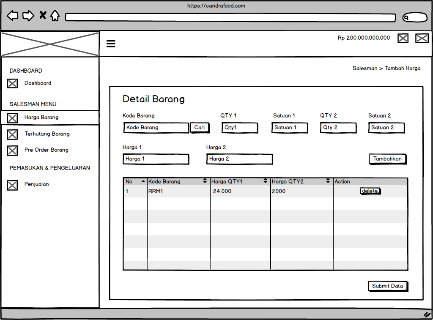 https://candrafood.com
Rp 200.000.000.000
Salesman > Tambah Harga
DASHBOARD
Dashboard
SALESMAN MENU
Harga Barang
Terhutang Barang
Pre Order Barang
PEMASUKAN & PENGELUARAN
Penjualan
Detail Barang
Kode Barang QTY 1 Satuan 1 QTY 2 Satuan 2
Kode Barang Cari Qty1 Satuan 1 Qty 2 Satuan 2
Harga 1 Harga 2
Harga 1 Harga 2 Tambahkan
No Kode Barang Harga QTY1 Harga QTY2 Action
1 BRM1 24.000 2000 delete
Submit Data